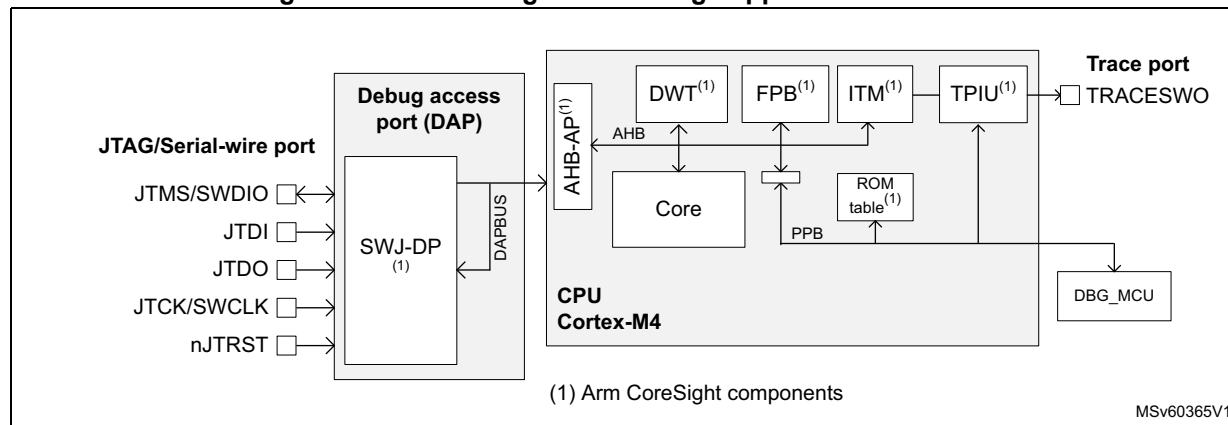 Debug access
port (DAP)
JTAG/Serial-wire port
JTMS/SWDIO
JTDI
JTDO
JTCK/SWCLK
nJTRST
SWJ-DP
(1)
DAPBUS
AHB-AP(1)
AHB
DWT(1)
FPB(1)
ITM(1)
TPIU(1)
Trace port
TRACESWO
Core
ROM
table(1)
PPB
CPU
Cortex-M4
DBG_MCU
(1) Arm CoreSight components
MSv60365V1